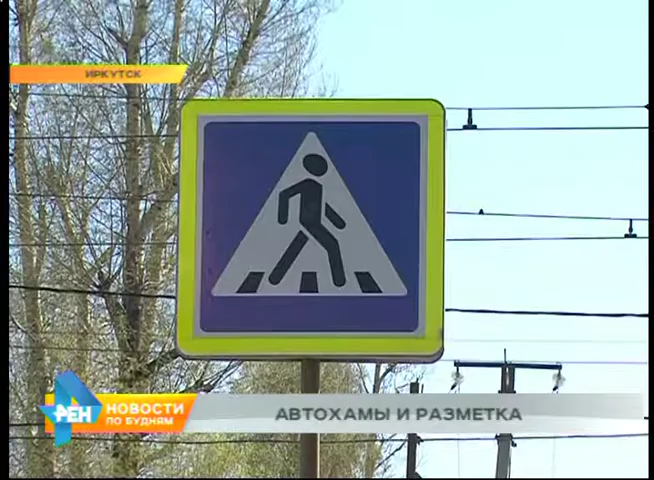 ИРКУТСК
РЕН
НОВОСТИ
ПО БУДНЯМ
АВТОХАМЫ И РАЗМЕТКА